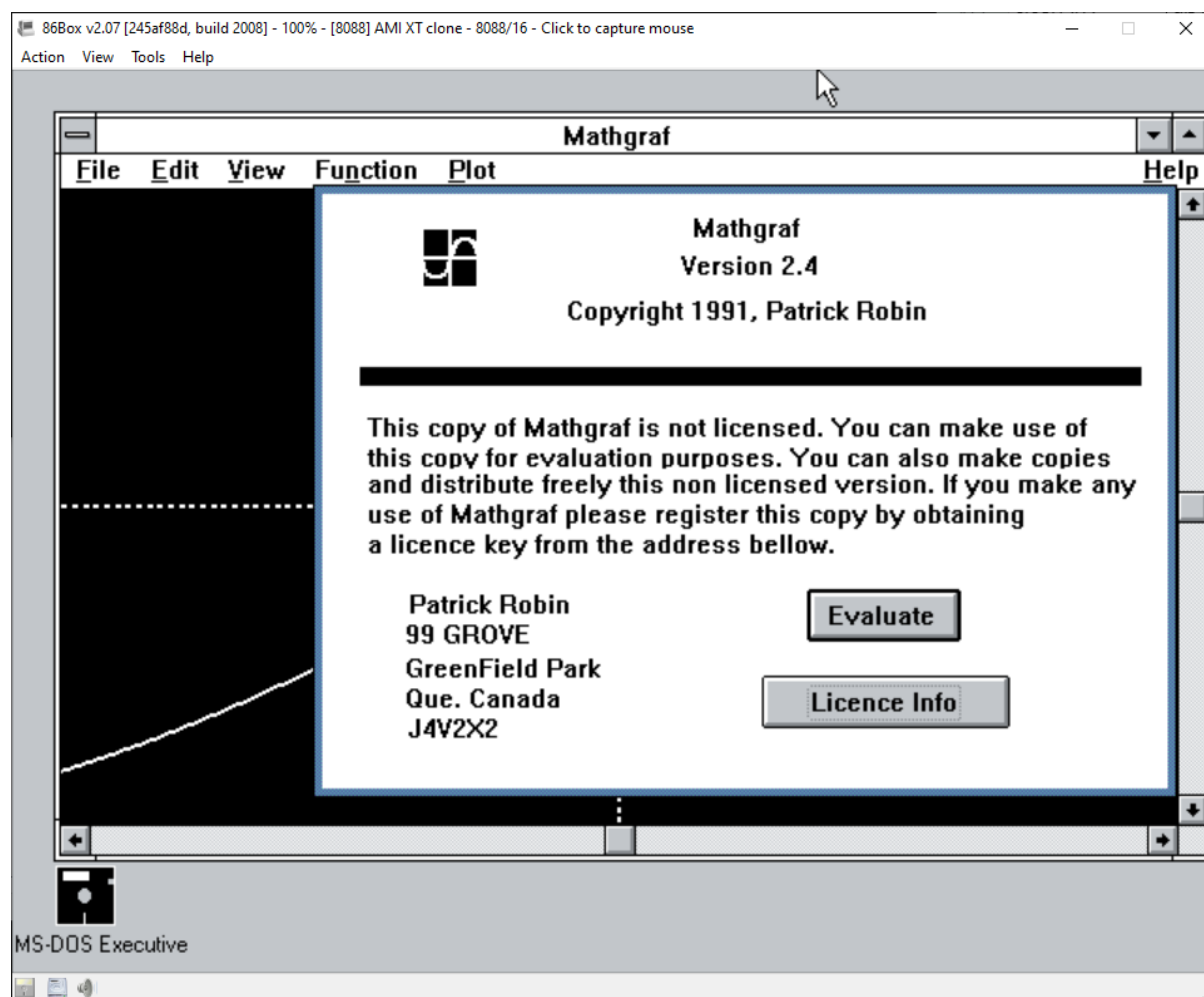 86Box v2.07 [245af88d, build 2008] - 100% - [8088] AMI XT clone - 8088/16 - Click to capture mouse
Action View Tools Help
Mathgraf
File Edit View Function Plot Help
Mathgraf
Version 2.4
Copyright 1991, Patrick Robin
This copy of Mathgraf is not licensed. You can make use of
this copy for evaluation purposes. You can also make copies
and distribute freely this non licensed version. If you make any
use of Mathgraf please register this copy by obtaining
a licence key from the address bellow.
Patrick Robin
99 GROVE
GreenField Park
Que. Canada
J4V2X2
Evaluate
Licence Info
MS-DOS Executive